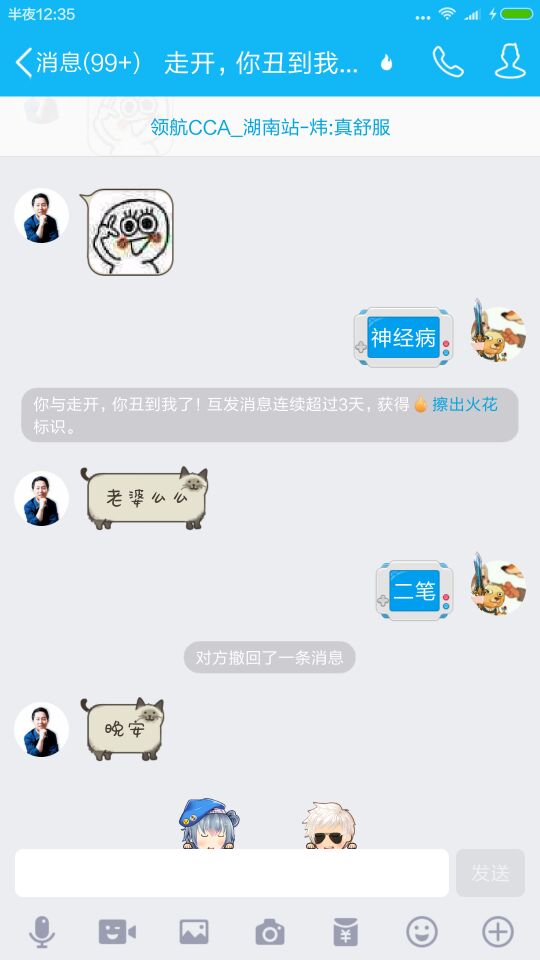 半夜12:35
消息(99+) 走开，你丑到我...
领航CCA_湖南站-炜:真舒服
神经病
你与走开，你丑到我了！互发消息连续超过3天，获得擦出火花
标识。
老婆么么
二笔
对方撤回了一条消息
晚安
发送
¥